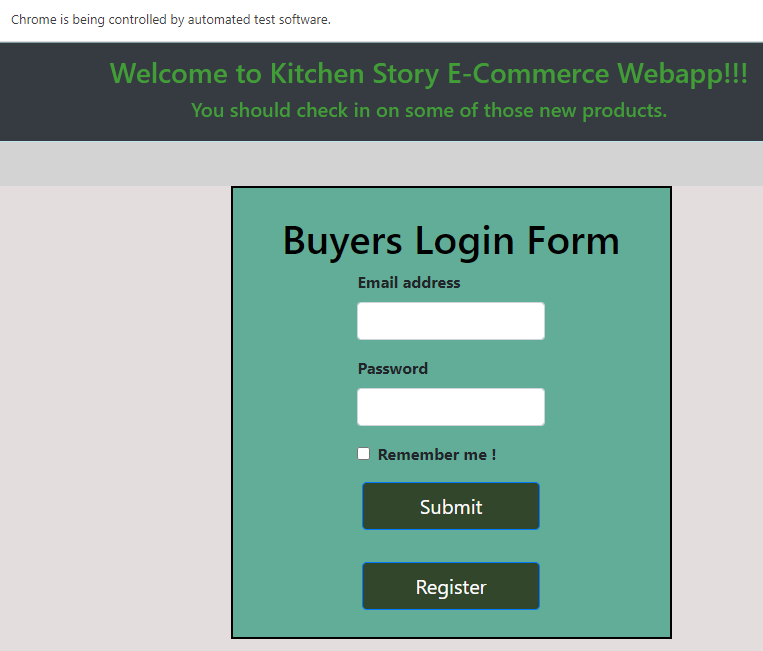 Chrome is being controlled by automated test software.
Welcome to Kitchen Story E-Commerce Webapp!!!
You should check in on some of those new products.
Buyers Login Form
Email address
Password
Remember me !
Submit
Register